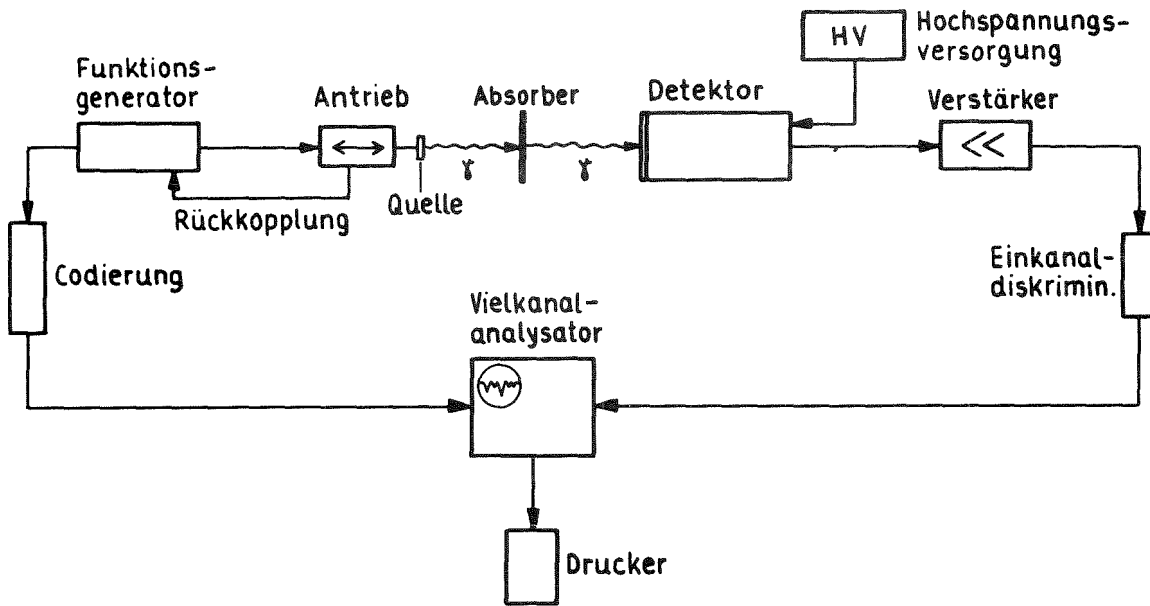 HV
Hochspannungs-
versorgung
Funktions-
generator
Antrieb
Absorber
Detektor
Verstärker
γ
γ
Quelle
Rückkopplung
Codierung
Einkanal-
diskrimin.
Vielkanal-
analysator
Drucker